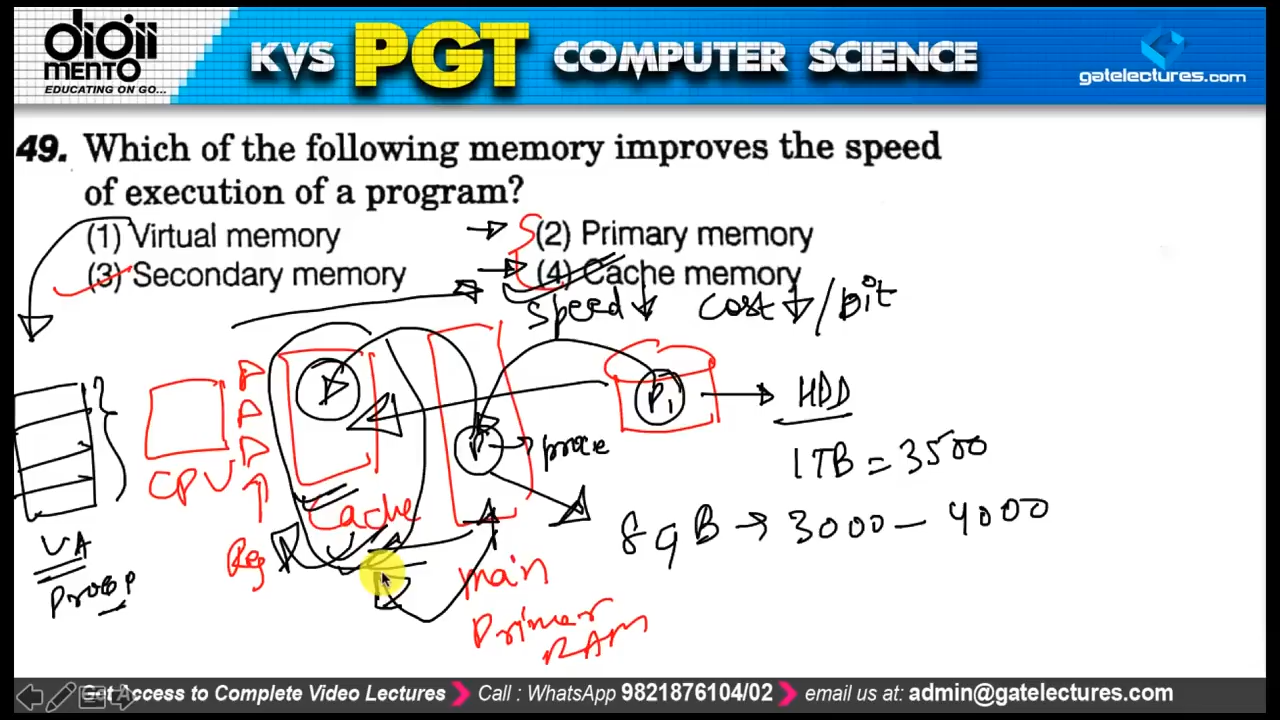 digii
MENTO
EDUCATING ON GO...
KVS PGT COMPUTER SCIENCE
gatelectures.com
49. Which of the following memory improves the speed
of execution of a program?
(1) Virtual memory
(2) Primary memory
(3) Secondary memory
(4) Cache memory
Speed cost /bit
P1
HDD
P
1TB = 3500
CPU
Cache
8GB → 3000 - 4000
VA
Reg
main
RAM
Get Access to Complete Video Lectures
Call : WhatsApp 9821876104/02
email us at: admin@gatelectures.com